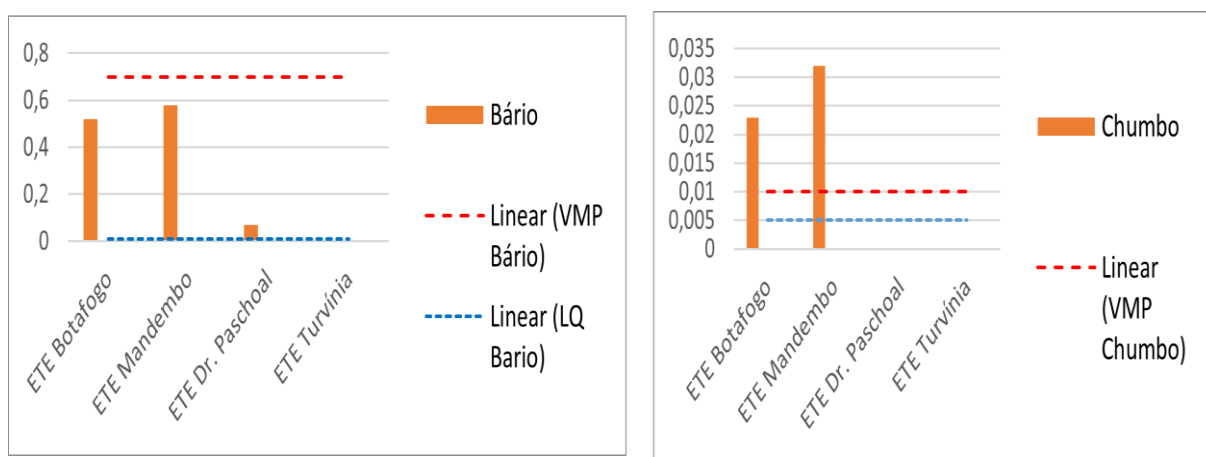 0,8
0,6
0,4
0,2
0
ETE Botafogo
ETE Mandembo
ETE Dr. Paschoal
ETE Turvínia
Bário
Linear (VMP
Bário)
Linear (LQ
Bario)
0,035
0,03
0,025
0,02
0,015
0,01
0,005
0
ETE Botafogo
ETE Mandembo
ETE Dr. Paschoal
ETE Turvínia
Chumbo
Linear
(VMP
Chumbo)